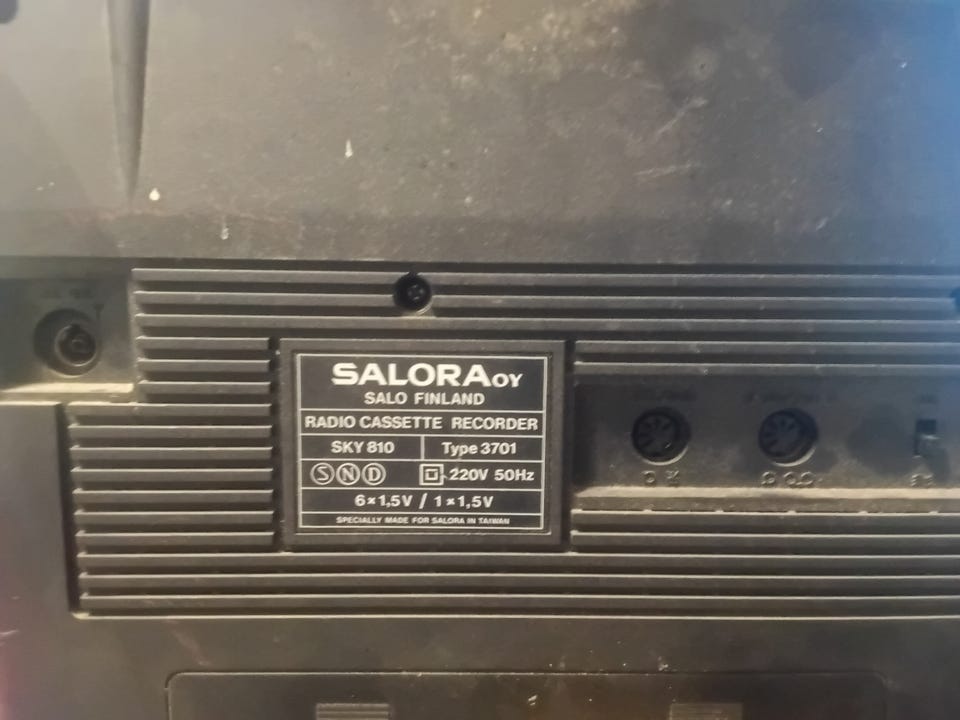 SALORA OY
SALO FINLAND
RADIO CASSETTE RECORDER
SKY 810 Type 3701
S N D 220V 50Hz
6×1,5V / 1×1,5V
SPECIALLY MADE FOR SALORA IN TAIWAN